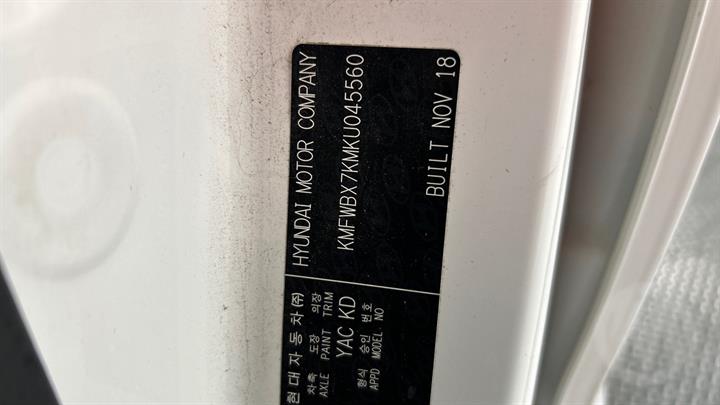 현대자동차(주) HYUNDAI MOTOR COMPANY
차축 도장 의장
AXLE PAINT TRIM
YAC KD
KMFWBX7KMKU045560
형식 승인 번호
APPD MODEL NO
BUILT NOV 18